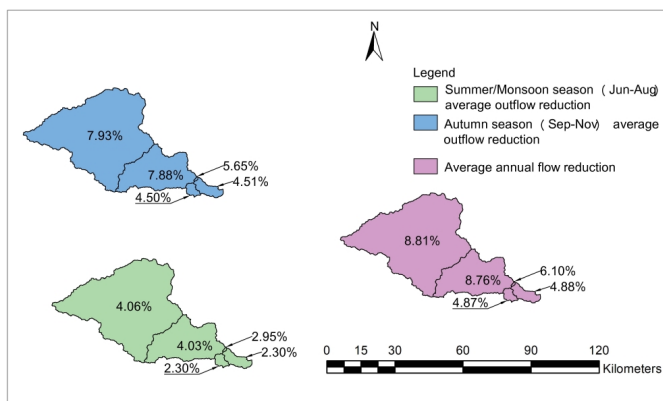 N
Legend
Summer/Monsoon season ( Jun-Aug)
average outflow reduction
Autumn season ( Sep-Nov) average
outflow reduction
Average annual flow reduction
7.93%
7.88%
5.65%
4.51%
4.50%
8.81%
8.76%
6.10%
4.88%
4.87%
4.06%
4.03%
2.95%
2.30%
2.30%
0 15 30 60 90 120
Kilometers